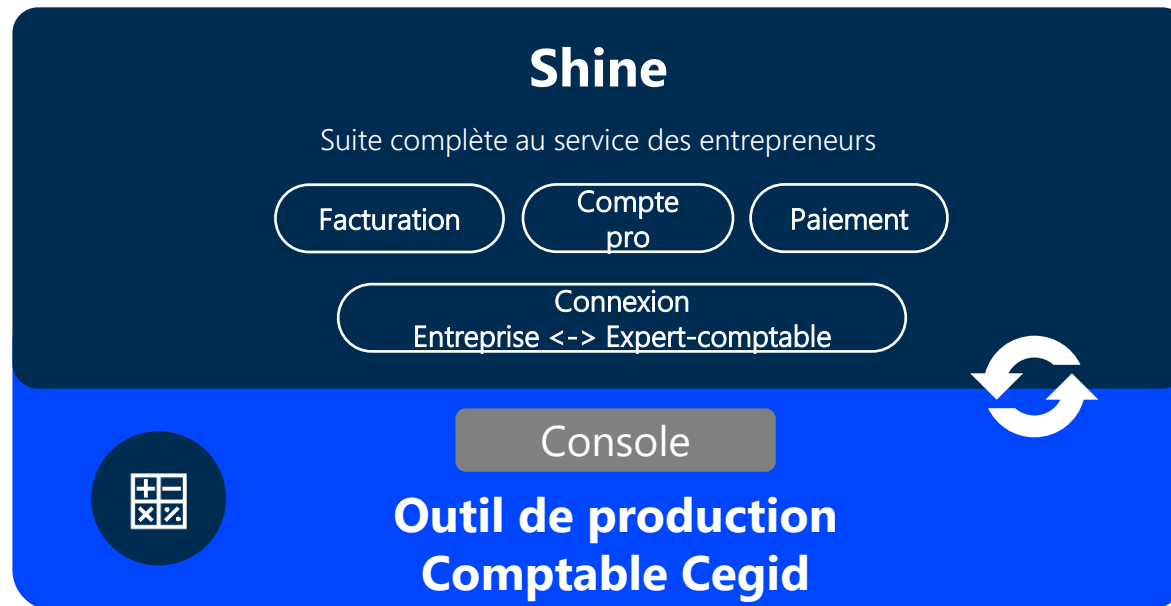 Shine
Suite complète au service des entrepreneurs
Facturation
Compte
pro
Paiement
Connexion
Entreprise <-> Expert-comptable
Console
Outil de production
Comptable Cegid